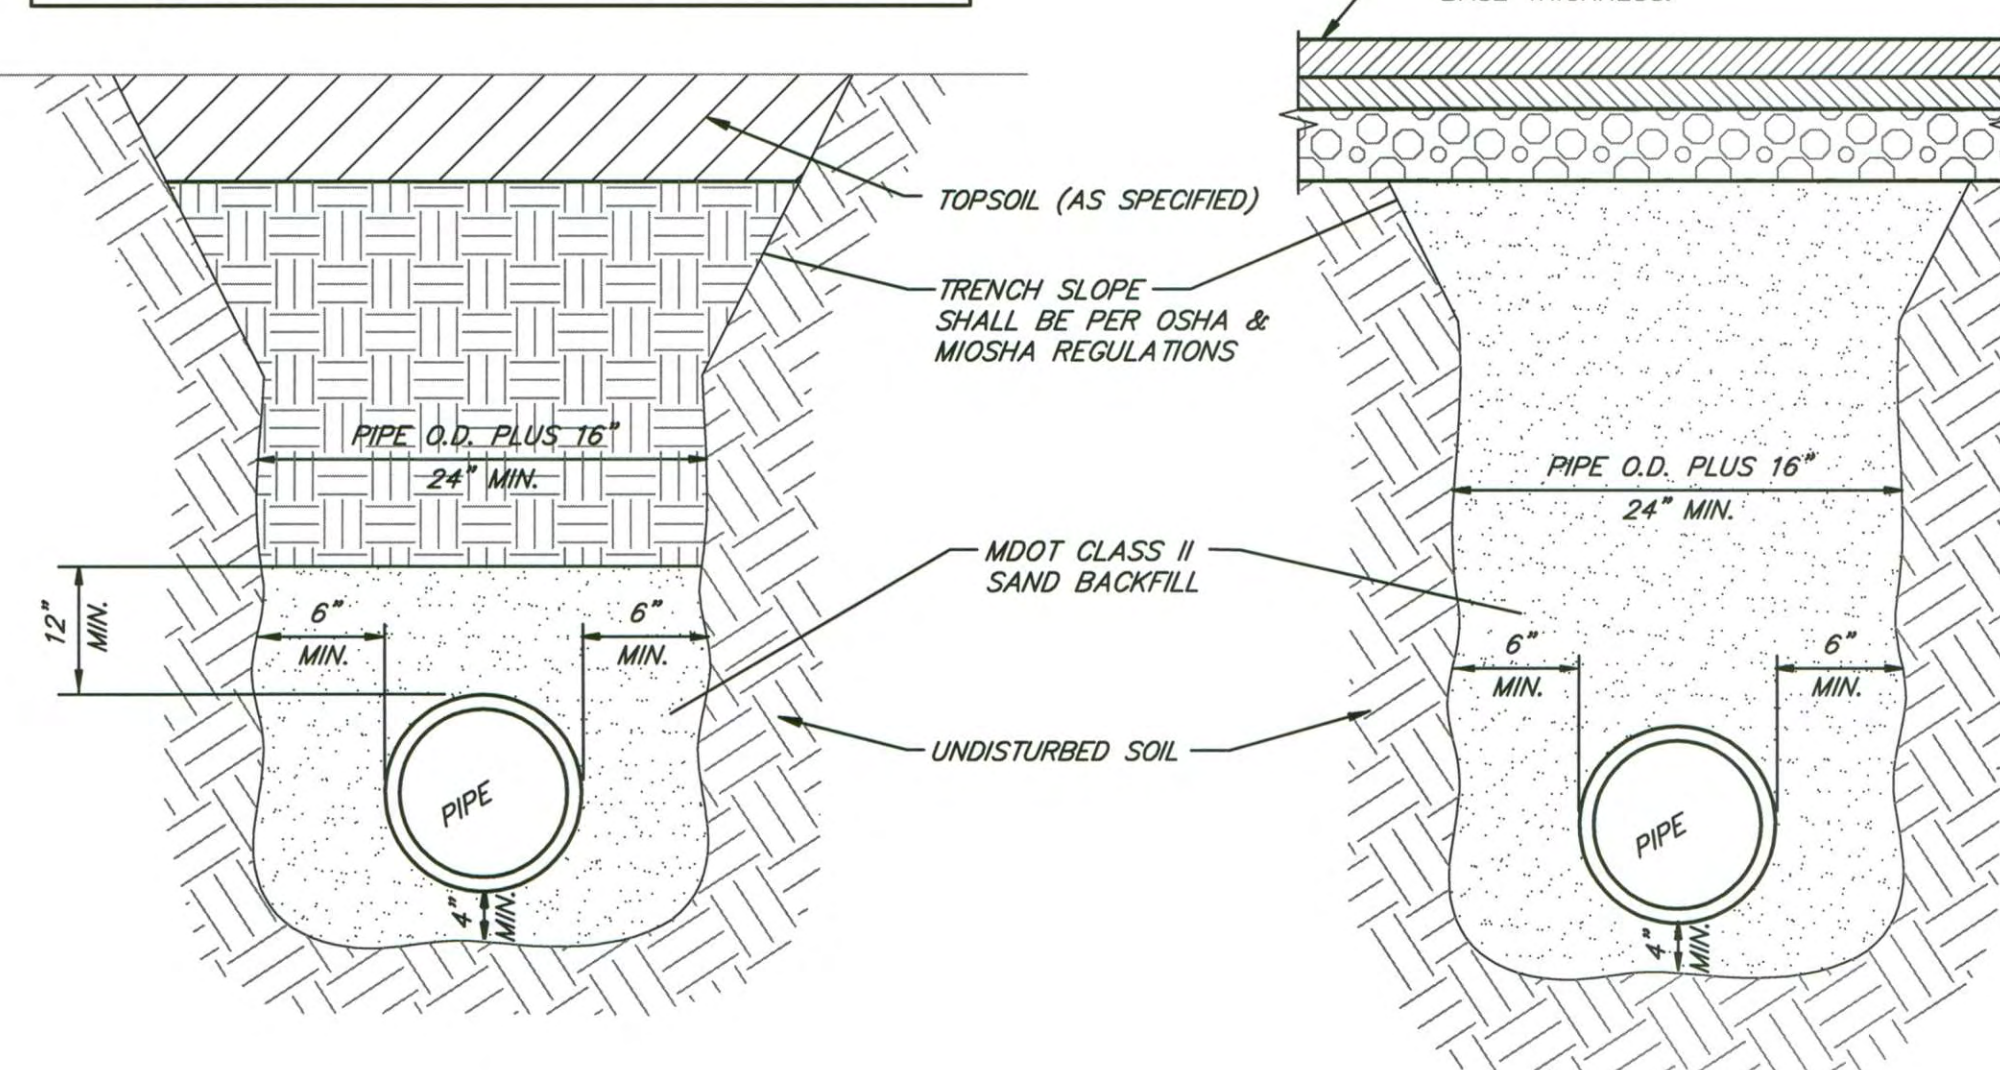 TOPSOIL (AS SPECIFIED)
TRENCH SLOPE
SHALL BE PER OSHA &
MIOSHA REGULATIONS
PIPE O.D. PLUS 16"
24" MIN.
PIPE O.D. PLUS 16"
24" MIN.
MDOT CLASS II
SAND BACKFILL
12"
MIN.
6"
MIN.
6"
MIN.
6"
MIN.
6"
MIN.
UNDISTURBED SOIL
PIPE
PIPE
4"
MIN.
4"
MIN.